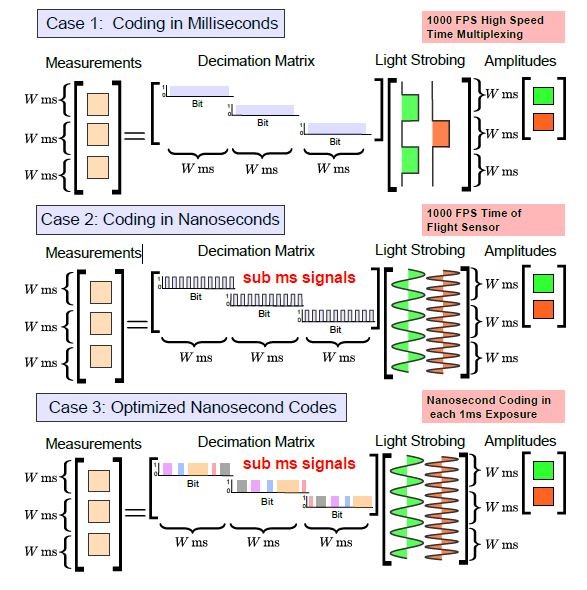 Case 1:  Coding in Milliseconds
1000 FPS High Speed
Time Multiplexing
Measurements
Decimation Matrix
Light Strobing
Amplitudes
W ms
W ms
W ms
=
1
0
Bit
1
0
Bit
1
0
Bit
W ms
W ms
W ms
W ms
W ms
W ms
Case 2: Coding in Nanoseconds
1000 FPS Time of
Flight Sensor
Measurements
Decimation Matrix
Light Strobing
Amplitudes
sub ms signals
W ms
W ms
W ms
=
1
0
Bit
1
0
Bit
1
0
Bit
W ms
W ms
W ms
W ms
W ms
W ms
Case 3: Optimized Nanosecond Codes
Nanosecond Coding in
each 1ms Exposure
Measurements
Decimation Matrix
Light Strobing
Amplitudes
sub ms signals
W ms
W ms
W ms
=
1
0
Bit
1
0
Bit
1
0
Bit
W ms
W ms
W ms
W ms
W ms
W ms